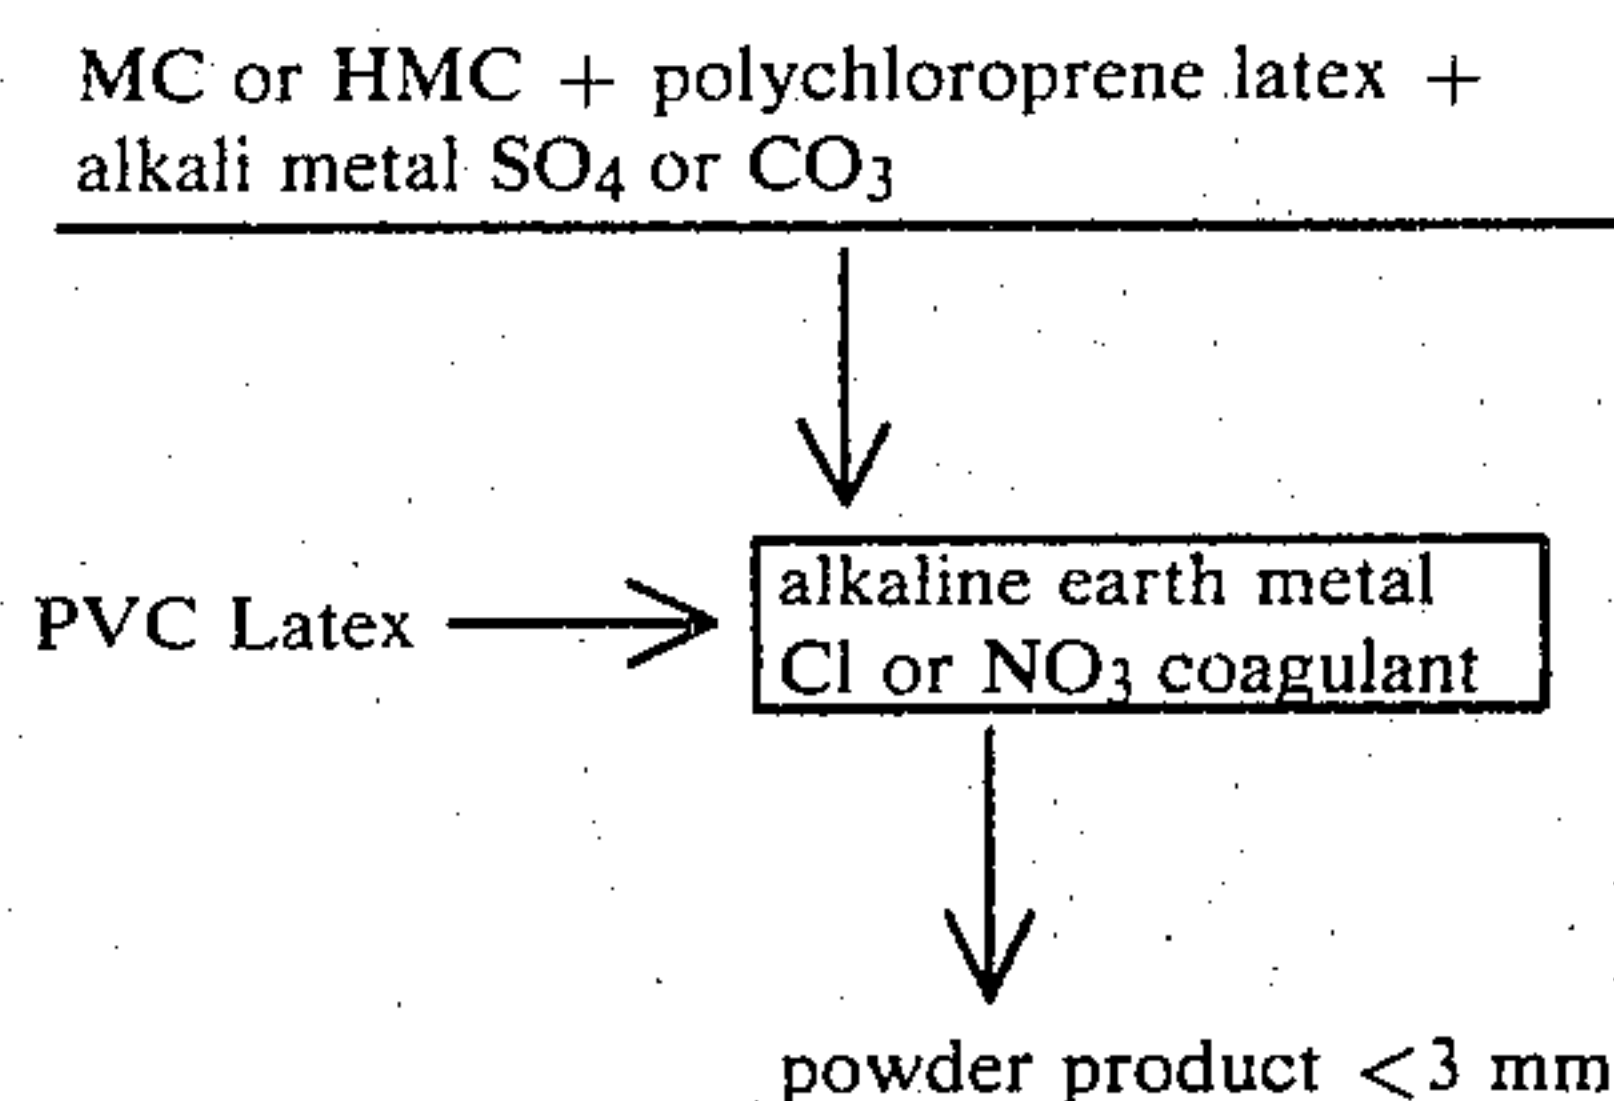 MC or HMC + polychloroprene latex +
alkali metal SO4 or CO3
PVC Latex
alkaline earth metal
Cl or NO3 coagulant
powder product <3 mm